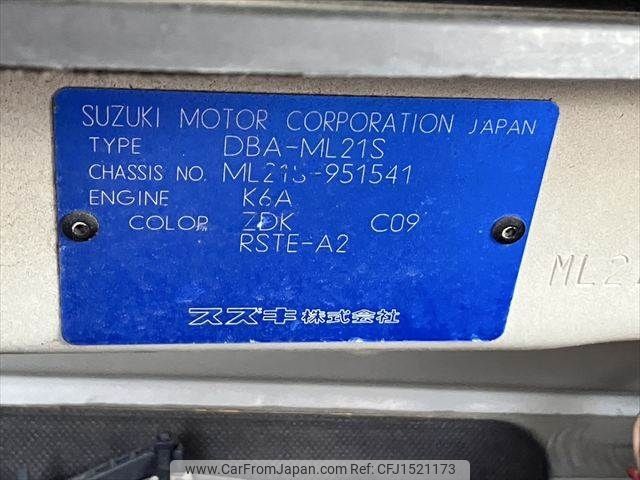 SUZUKI MOTOR CORPORATION JAPAN
TYPE DBA-ML21S
CHASSIS NO. ML21S-951541
ENGINE K6A
COLOR ZDK C09
RSTE-A2
スズキ株式会社
ML2
www.CarFromJapan.com Ref:CFJ1521173